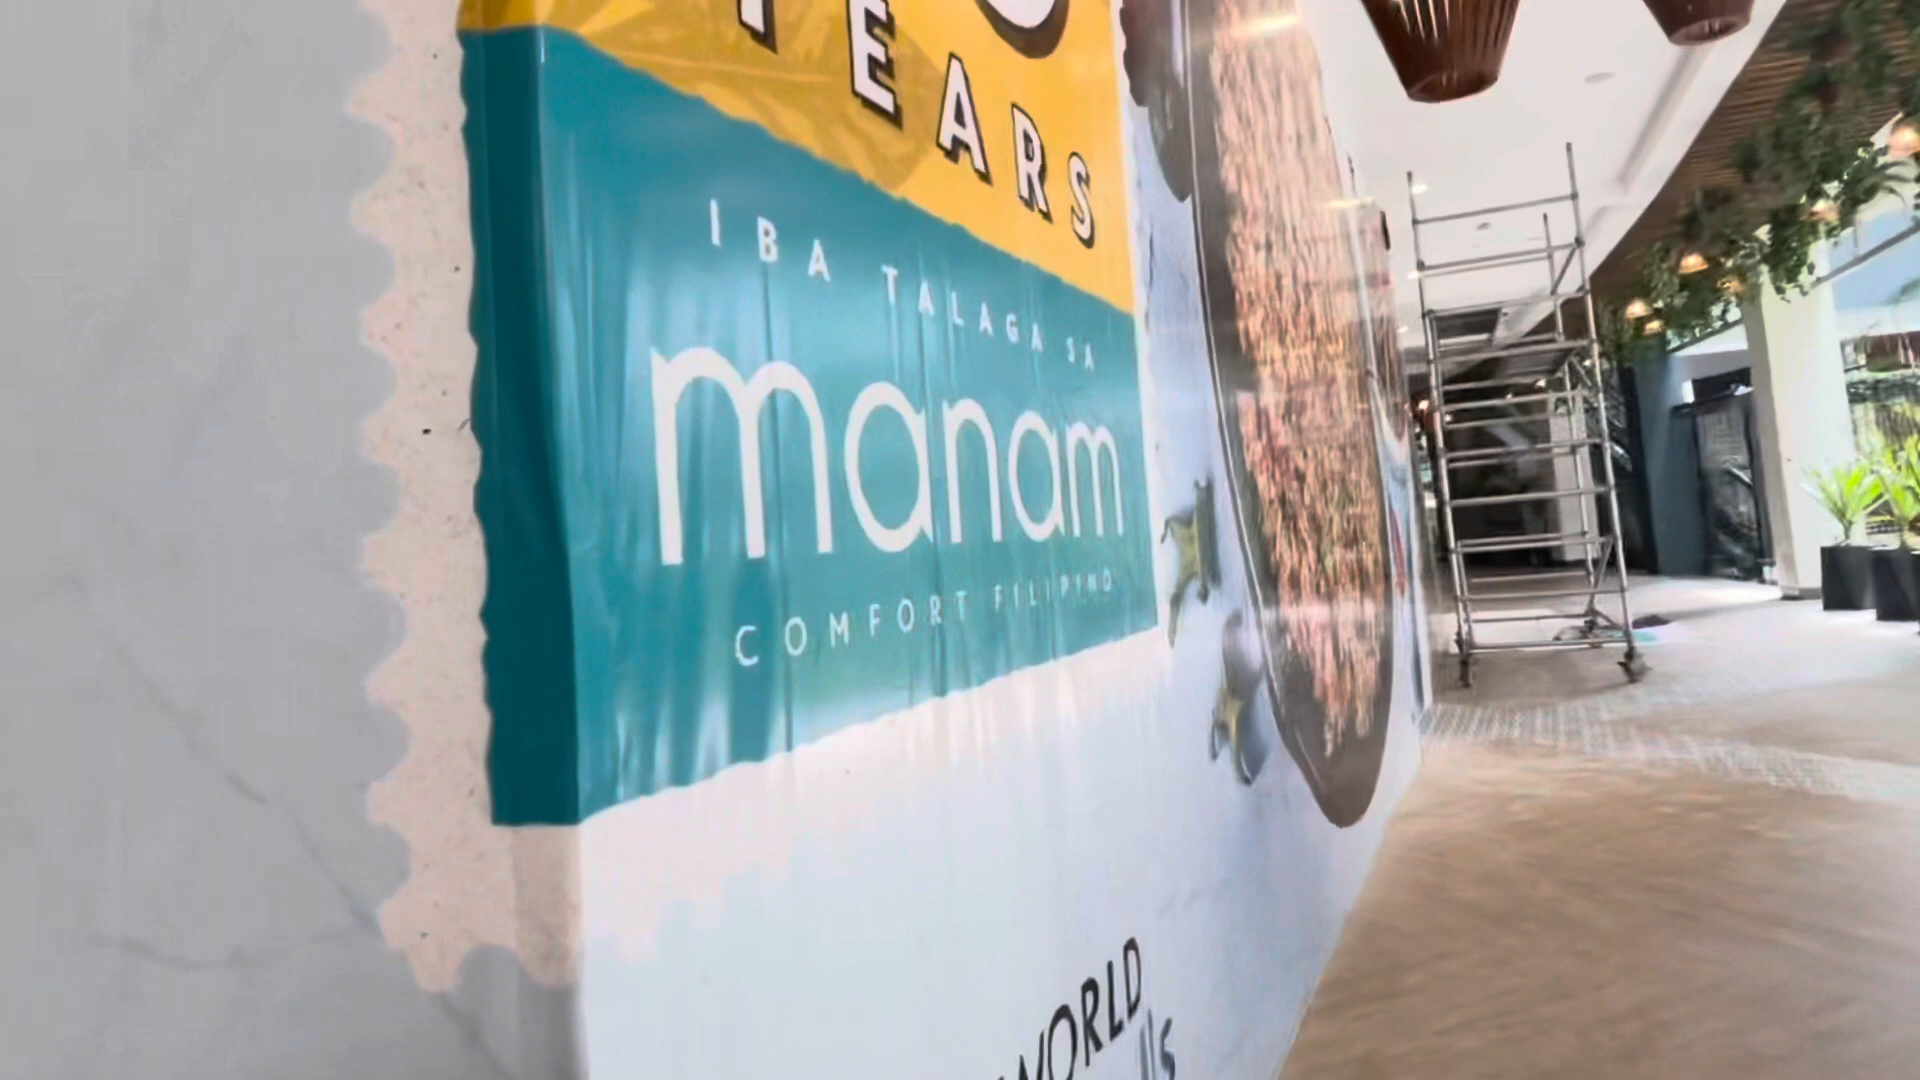 YEARS
IBA TALAGA SA
manam
COMFORT FILIPINO
WORLD